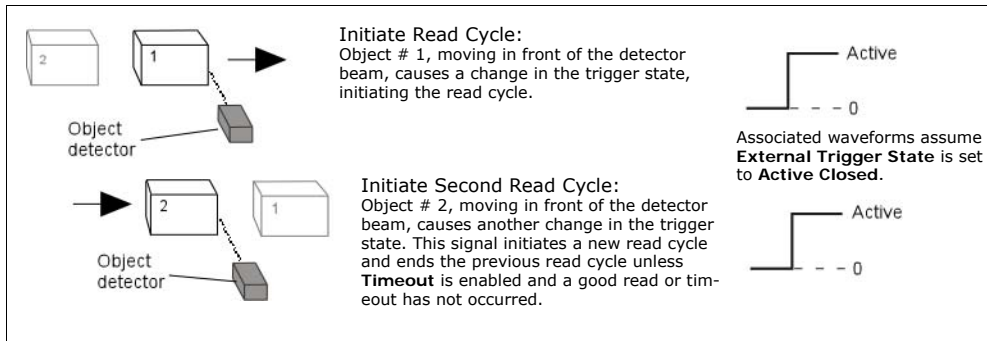 2
1
Object
detector
Initiate Read Cycle:
Object # 1, moving in front of the detector
beam, causes a change in the trigger state,
initiating the read cycle.
Active
0
Associated waveforms assume
External Trigger State is set
to Active Closed.
2
1
Object
detector
Initiate Second Read Cycle:
Object # 2, moving in front of the detector
beam, causes another change in the trigger
state. This signal initiates a new read cycle
and ends the previous read cycle unless
Timeout is enabled and a good read or tim-
eout has not occurred.
Active
0